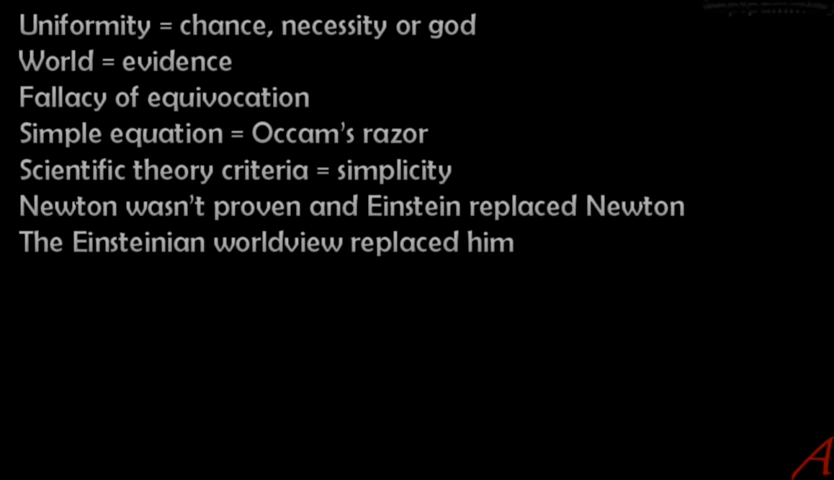 Uniformity = chance, necessity or god
World = evidence
Fallacy of equivocation
Simple equation = Occam's razor
Scientific theory criteria = simplicity
Newton wasn't proven and Einstein replaced Newton
The Einsteinian worldview replaced him
A